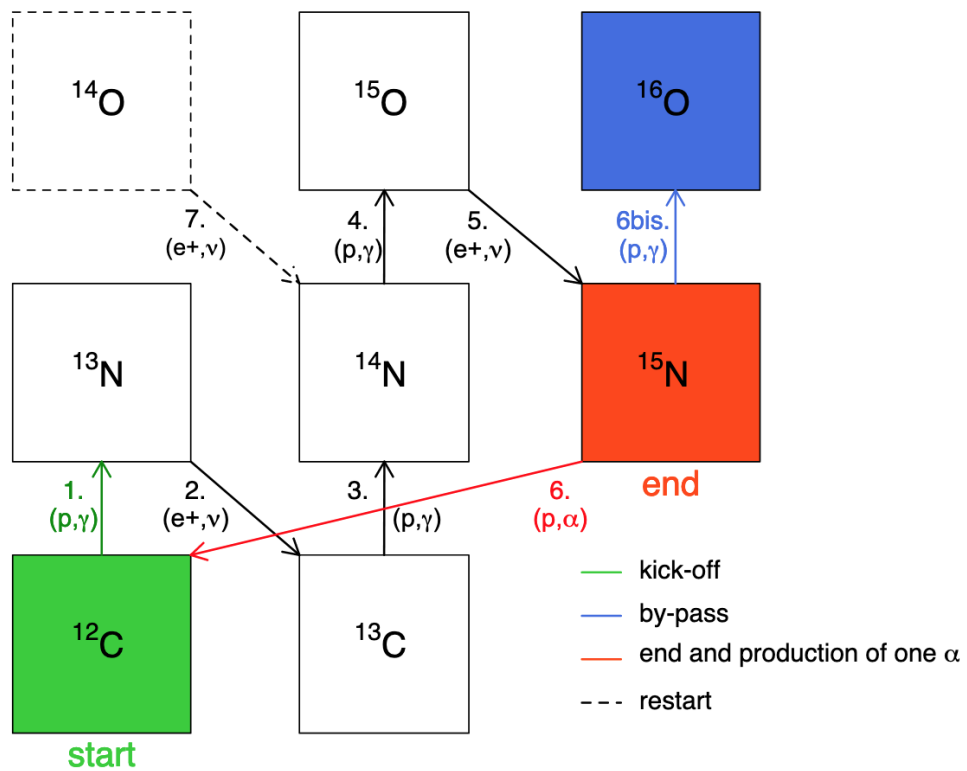 ¹⁴O ¹⁵O ¹⁶O
7. 4. 5. 6bis.
(e+,ν) (p,γ) (e+,ν) (p,γ)
¹³N ¹⁴N ¹⁵N
end
1. 2. 3. 6.
(p,γ) (e+,ν) (p,γ) (p,α)
¹²C ¹³C
start
kick-off
by-pass
end and production of one α
restart